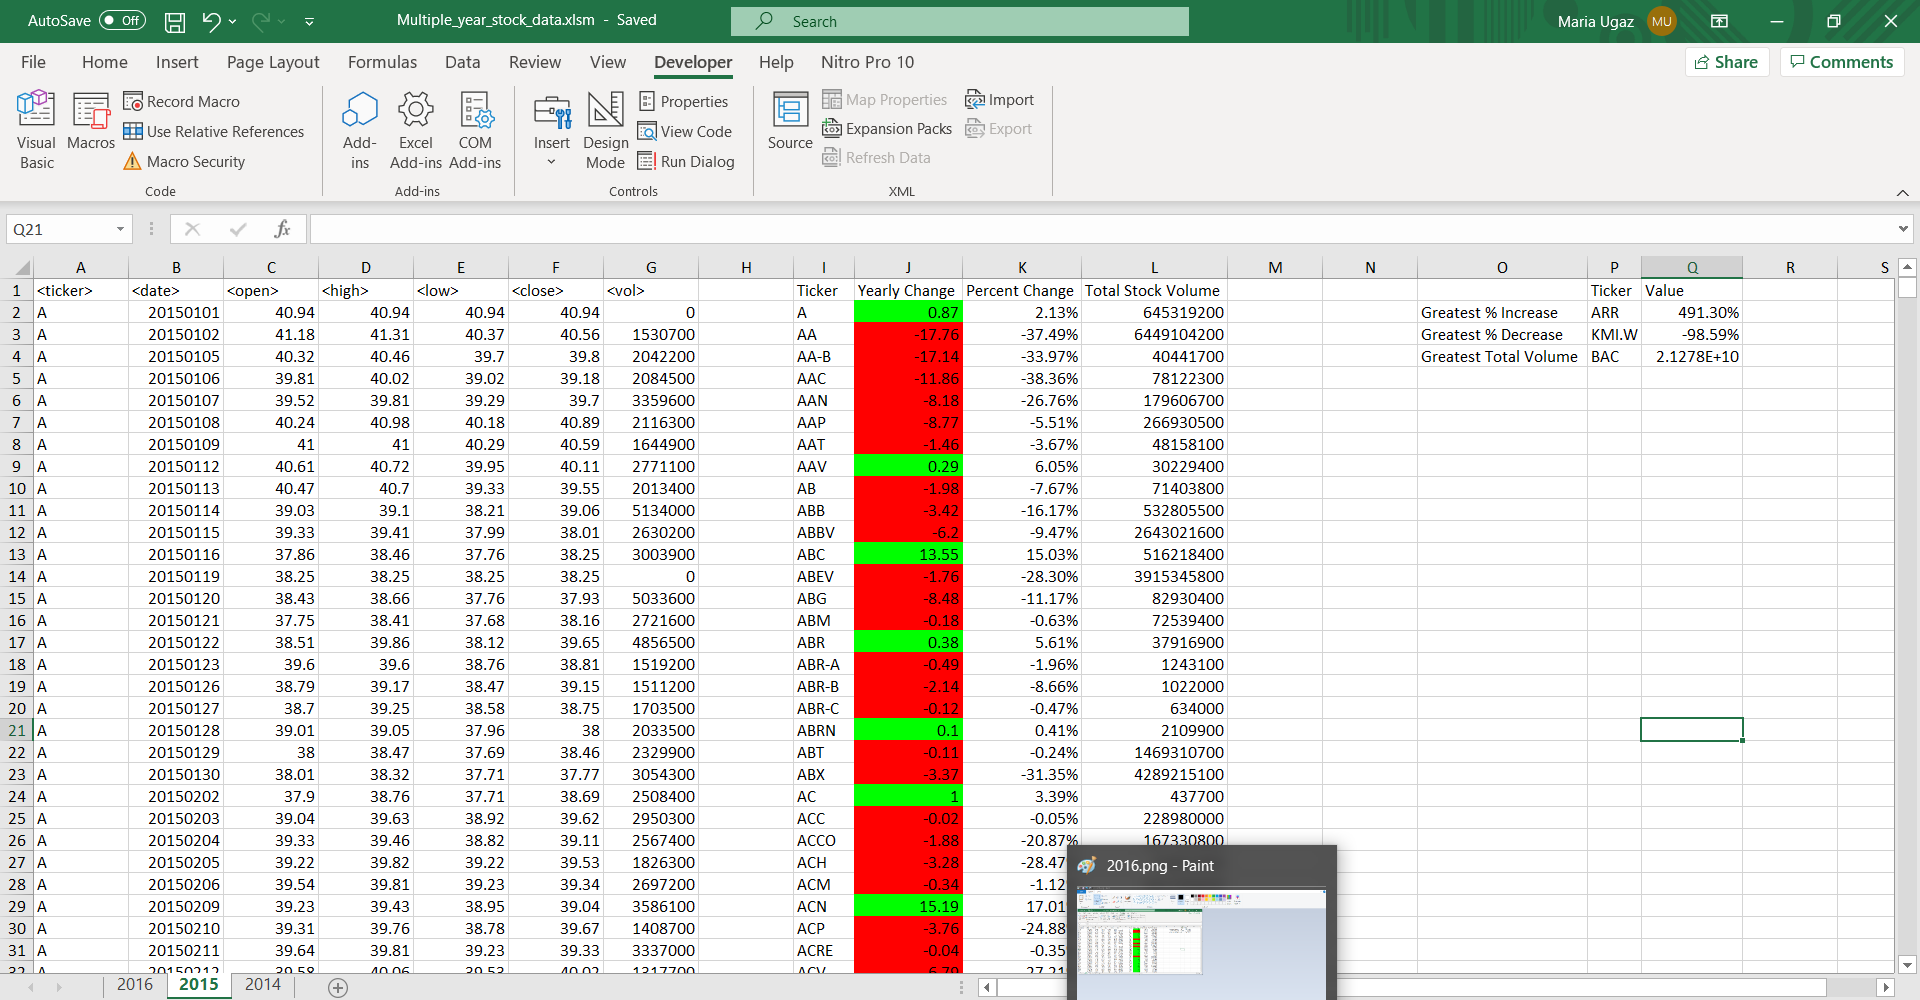 AutoSave Off Multiple_year_stock_data.xlsm - Saved Search Maria Ugaz MU
File Home Insert Page Layout Formulas Data Review View Developer Help Nitro Pro 10 Share Comments
Visual Basic
Macros
Record Macro
Use Relative References
Macro Security
Code
Add-ins
Excel Add-ins
COM Add-ins
Add-ins
Insert
Design Mode
Properties
View Code
Run Dialog
Controls
Source
Map Properties
Expansion Packs
Refresh Data
Import
Export
XML
Q21 fx
A B C D E F G H I J K L M N O P Q R S
1 <ticker> <date> <open> <high> <low> <close> <vol> Ticker Yearly Change Percent Change Total Stock Volume Ticker Value
2 A 20150101 40.94 40.94 40.94 40.94 0 A 0.87 2.13% 645319200 Greatest % Increase ARR 491.30%
3 A 20150102 41.18 41.31 40.37 40.56 1530700 AA -17.76 -37.49% 6449104200 Greatest % Decrease KMI.W -98.59%
4 A 20150105 40.32 40.46 39.7 39.8 2042200 AA-B -17.14 -33.97% 40441700 Greatest Total Volume BAC 2.1278E+10
5 A 20150106 39.81 40.02 39.02 39.18 2084500 AAC -11.86 -38.36% 78122300
6 A 20150107 39.52 39.81 39.29 39.7 3359600 AAN -8.18 -26.76% 179606700
7 A 20150108 40.24 40.98 40.18 40.89 2116300 AAP -8.77 -5.51% 266930500
8 A 20150109 41 41 40.29 40.59 1644900 AAT -1.46 -3.67% 48158100
9 A 20150112 40.61 40.72 39.95 40.11 2771100 AAV 0.29 6.05% 30229400
10 A 20150113 40.47 40.7 39.33 39.55 2013400 AB -1.98 -7.67% 71403800
11 A 20150114 39.03 39.1 38.21 39.06 5134000 ABB -3.42 -16.17% 532805500
12 A 20150115 39.33 39.41 37.99 38.01 2630200 ABBV -6.2 -9.47% 2643021600
13 A 20150116 37.86 38.46 37.76 38.25 3003900 ABC 13.55 15.03% 516218400
14 A 20150119 38.25 38.25 38.25 38.25 0 ABEV -1.76 -28.30% 3915345800
15 A 20150120 38.43 38.66 37.76 37.93 5033600 ABG -8.48 -11.17% 82930400
16 A 20150121 37.75 38.41 37.68 38.16 2721600 ABM -0.18 -0.63% 72539400
17 A 20150122 38.51 39.86 38.12 39.65 4856500 ABR 0.38 5.61% 37916900
18 A 20150123 39.6 39.6 38.76 38.81 1519200 ABR-A -0.49 -1.96% 1243100
19 A 20150126 38.79 39.17 38.47 39.15 1511200 ABR-B -2.14 -8.66% 1022000
20 A 20150127 38.7 39.25 38.58 38.75 1703500 ABR-C -0.12 -0.47% 634000
21 A 20150128 39.01 39.05 37.96 38 2033500 ABRN 0.1 0.41% 2109900
22 A 20150129 38 38.47 37.69 38.46 2329900 ABT -0.11 -0.24% 1469310700
23 A 20150130 38.01 38.32 37.71 37.77 3054300 ABX -3.37 -31.35% 4289215100
24 A 20150202 37.9 38.76 37.71 38.69 2508400 AC 1 3.39% 437700
25 A 20150203 39.04 39.63 38.92 39.62 2950300 ACC -0.02 -0.05% 228980000
26 A 20150204 39.33 39.46 38.82 39.11 2567400 ACCO -1.88 -20.87% 167330800
27 A 20150205 39.22 39.82 39.22 39.53 1826300 ACH -3.28 -28.47
28 A 20150206 39.54 39.81 39.23 39.34 2697200 ACM -0.34 -1.12
29 A 20150209 39.23 39.43 38.95 39.04 3586100 ACN 15.19 17.01
30 A 20150210 39.31 39.76 38.78 39.67 1408700 ACP -3.76 -24.88
31 A 20150211 39.64 39.81 39.23 39.33 3337000 ACRE -0.04 -0.35
32 A 20150212 39.58 40.06 39.53 40.02 1317700 ACV
2016.png - Paint
2016 2015 2014